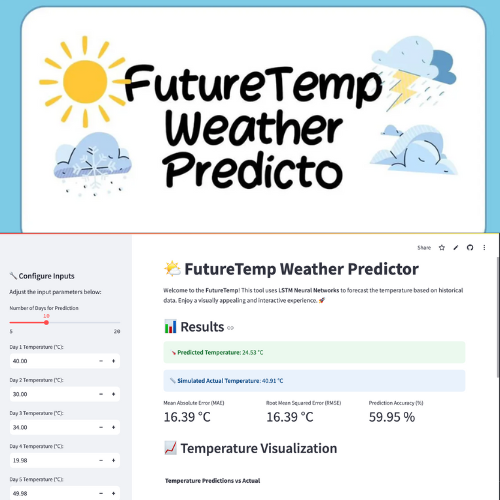 FutureTemp
Weather
Predicto
Share
Configure Inputs
Adjust the input parameters below:
Number of Days for Prediction
10
5 20
Day 1 Temperature (°C):
40.00
Day 2 Temperature (°C):
30.00
Day 3 Temperature (°C):
34.00
Day 4 Temperature (°C):
19.98
Day 5 Temperature (°C):
49.98
FutureTemp Weather Predictor
Welcome to the FutureTemp! This tool uses LSTM Neural Networks to forecast the temperature based on historical
data. Enjoy a visually appealing and interactive experience.
Results
Predicted Temperature: 24.53 °C
Simulated Actual Temperature: 40.91 °C
Mean Absolute Error (MAE) Root Mean Squared Error (RMSE) Prediction Accuracy (%)
16.39 °C 16.39 °C 59.95 %
Temperature Visualization
Temperature Predictions vs Actual